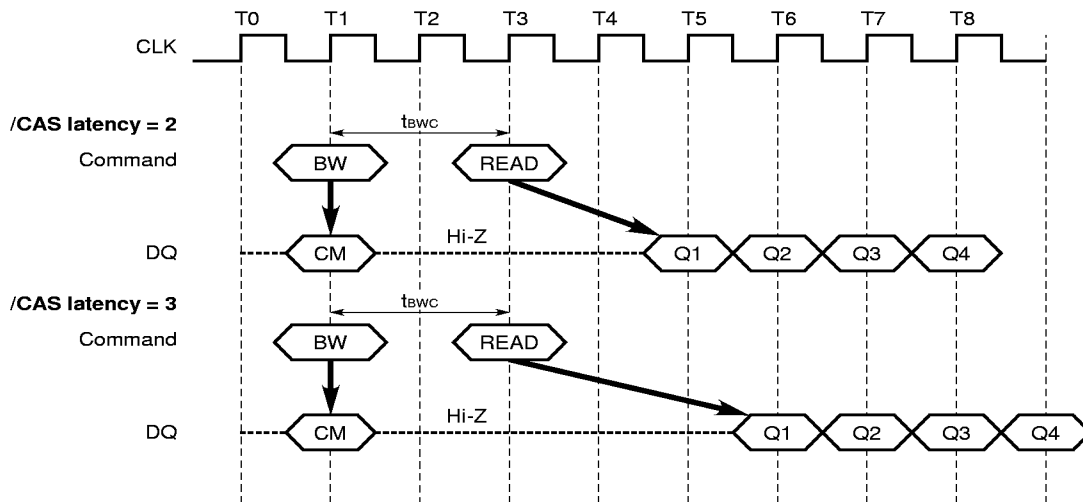 T0 T1 T2 T3 T4 T5 T6 T7 T8
CLK
/CAS latency = 2
tBWC
Command BW READ
Hi-Z
DQ CM Q1 Q2 Q3 Q4
/CAS latency = 3
tBWC
Command BW READ
Hi-Z
DQ CM Q1 Q2 Q3 Q4